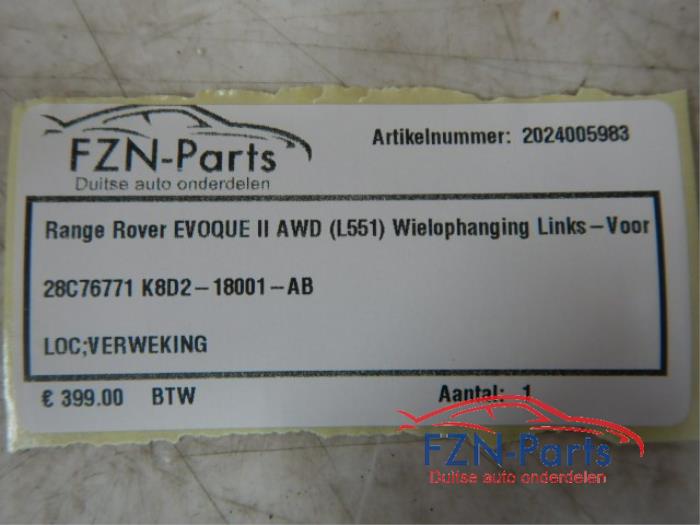 FZN-Parts
Duitse auto onderdelen
Artikelnummer: 2024005983
Range Rover EVOQUE II AWD (L551) Wielophanging Links-Voor
28C76771 K8D2-18001-AB
LOC;VERWEKING
€ 399.00 BTW
Aantal: 1
FZN-Parts
Duitse auto onderdelen